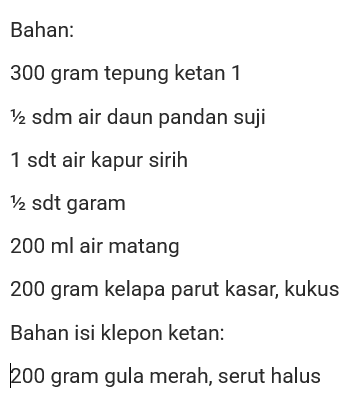 Bahan:
300 gram tepung ketan 1
½ sdm air daun pandan suji
1 sdt air kapur sirih
½ sdt garam
200 ml air matang
200 gram kelapa parut kasar, kukus
Bahan isi klepon ketan:
200 gram gula merah, serut halus